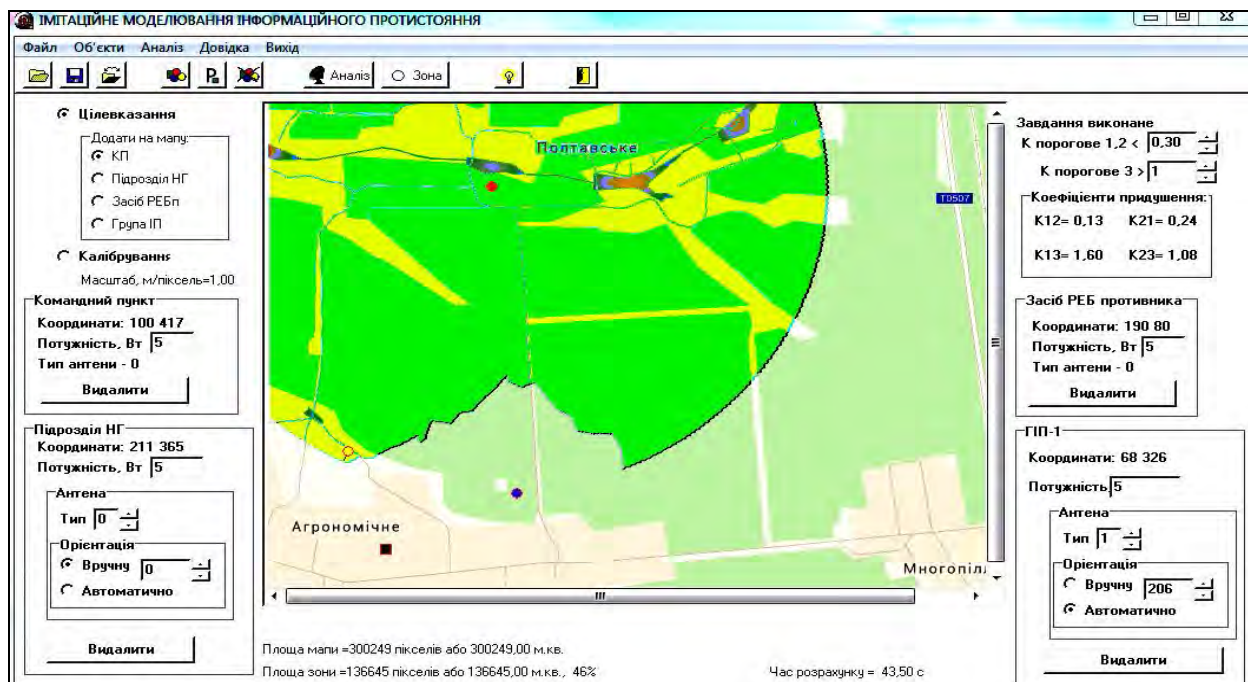 ІМІТАЦІЙНЕ МОДЕЛЮВАННЯ ІНФОРМАЦІЙНОГО ПРОТИСТОЯННЯ
Файл Об'єкти Аналіз Довідка Вихід
Аналіз Зона
Цілевказання
Додати на мапу:
КП
Підрозділ НГ
Засіб РЕБп
Група ІП
Калібрування
Масштаб, м/піксель=1,00
Командний пункт
Координати: 100 417
Потужність, Вт 5
Тип антени - 0
Видалити
Підрозділ НГ
Координати: 211 365
Потужність, Вт 5
Антена
Тип 0
Орієнтація
Вручну 0
Автоматично
Видалити
Полтавське
Т0507
Агрономічне
Многопіл
Площа мапи =300249 пікселів або 300249,00 м.кв.
Площа зони =136645 пікселів або 136645,00 м.кв., 46%
Час розрахунку = 43,50 с
Завдання виконане
К порогове 1,2 < 0,30
К порогове 3 > 1
Коефіцієнти придушення:
К12= 0,13 К21= 0,24
К13= 1,60 К23= 1,08
Засіб РЕБ противника
Координати: 190 80
Потужність, Вт 5
Тип антени - 0
Видалити
ГІП-1
Координати: 68 326
Потужність 5
Антена
Тип 1
Орієнтація
Вручну 206
Автоматично
Видалити